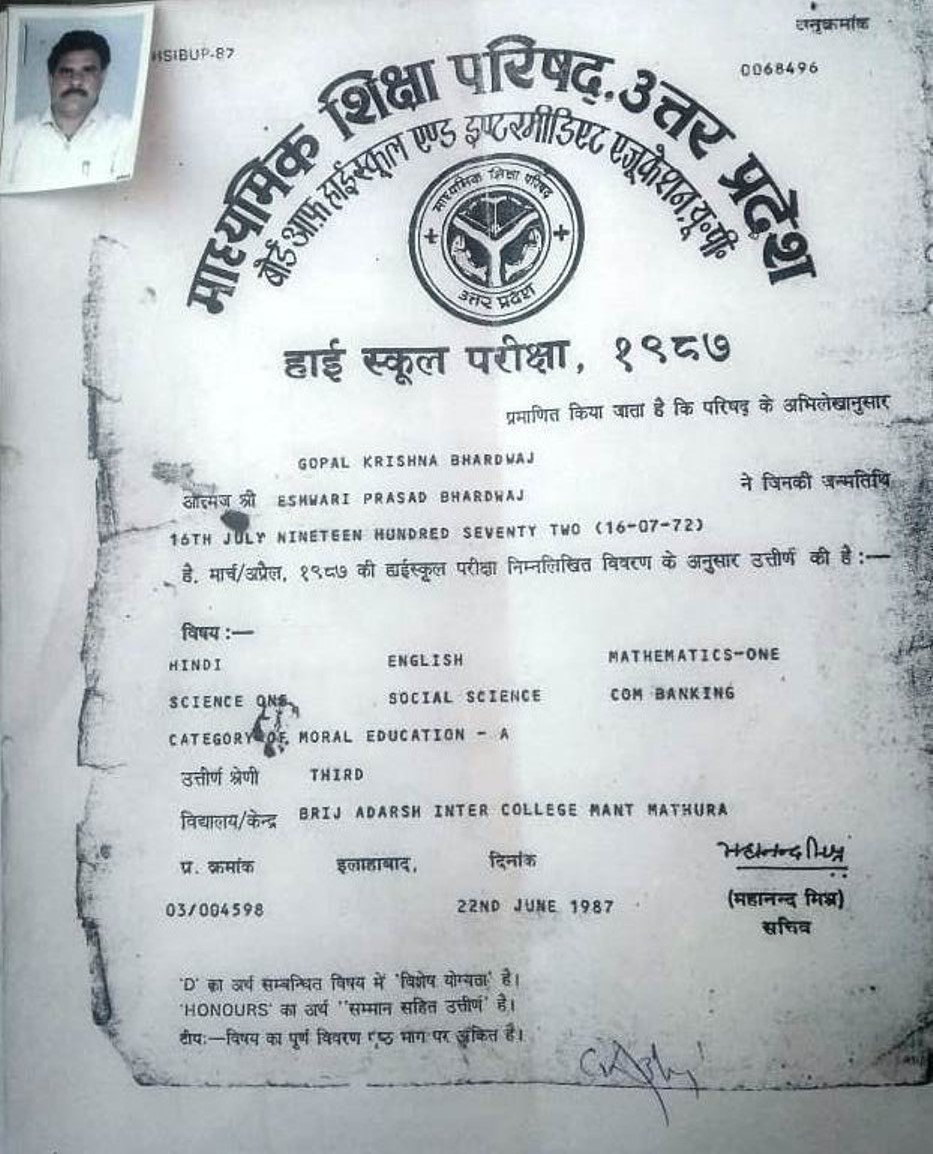 HSIBUP-87
अनुक्रमांक
0068496
माध्यमिक शिक्षा परिषद, उत्तर प्रदेश
बोर्ड आफ़ हाईस्कूल एण्ड इण्टरमीडिएट एजूकेशन, यू०पी०
माध्यमिक शिक्षा परिषद
उत्तर प्रदेश
हाई स्कूल परीक्षा, १९८७
प्रमाणित किया जाता है कि परिषद के अभिलेखानुसार
GOPAL KRISHNA BHARDWAJ
आत्मज श्री ESHWARI PRASAD BHARDWAJ ने जिनकी जन्मतिथि
16TH JULY NINETEEN HUNDRED SEVENTY TWO (16-07-72)
है, मार्च/अप्रैल, १९८७ की हाईस्कूल परीक्षा निम्नलिखित विवरण के अनुसार उत्तीर्ण की है :—
विषय :—
HINDI ENGLISH MATHEMATICS-ONE
SCIENCE ONE SOCIAL SCIENCE COM BANKING
CATEGORY OF MORAL EDUCATION - A
उत्तीर्ण श्रेणी THIRD
विद्यालय/केन्द्र BRIJ ADARSH INTER COLLEGE MANT MATHURA
प्र. क्रमांक इलाहाबाद, दिनांक महानन्द मिश्र
03/004598 22ND JUNE 1987 (महानन्द मिश्र)
सचिव
'D' का अर्थ सम्बन्धित विषय में 'विशेष योग्यता' है।
'HONOURS' का अर्थ ''सम्मान सहित उत्तीर्ण' है।
टीप:—विषय का पूर्ण विवरण पृष्ठ भाग पर अंकित है।